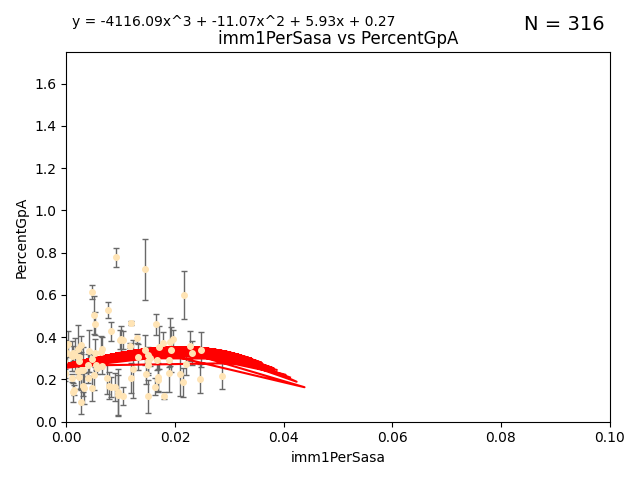 y = -4116.09x^3 + -11.07x^2 + 5.93x + 0.27
N = 316
imm1PerSasa vs PercentGpA
PercentGpA
1.6
1.4
1.2
1.0
0.8
0.6
0.4
0.2
0.0
0.00 0.02 0.04 0.06 0.08 0.10
imm1PerSasa